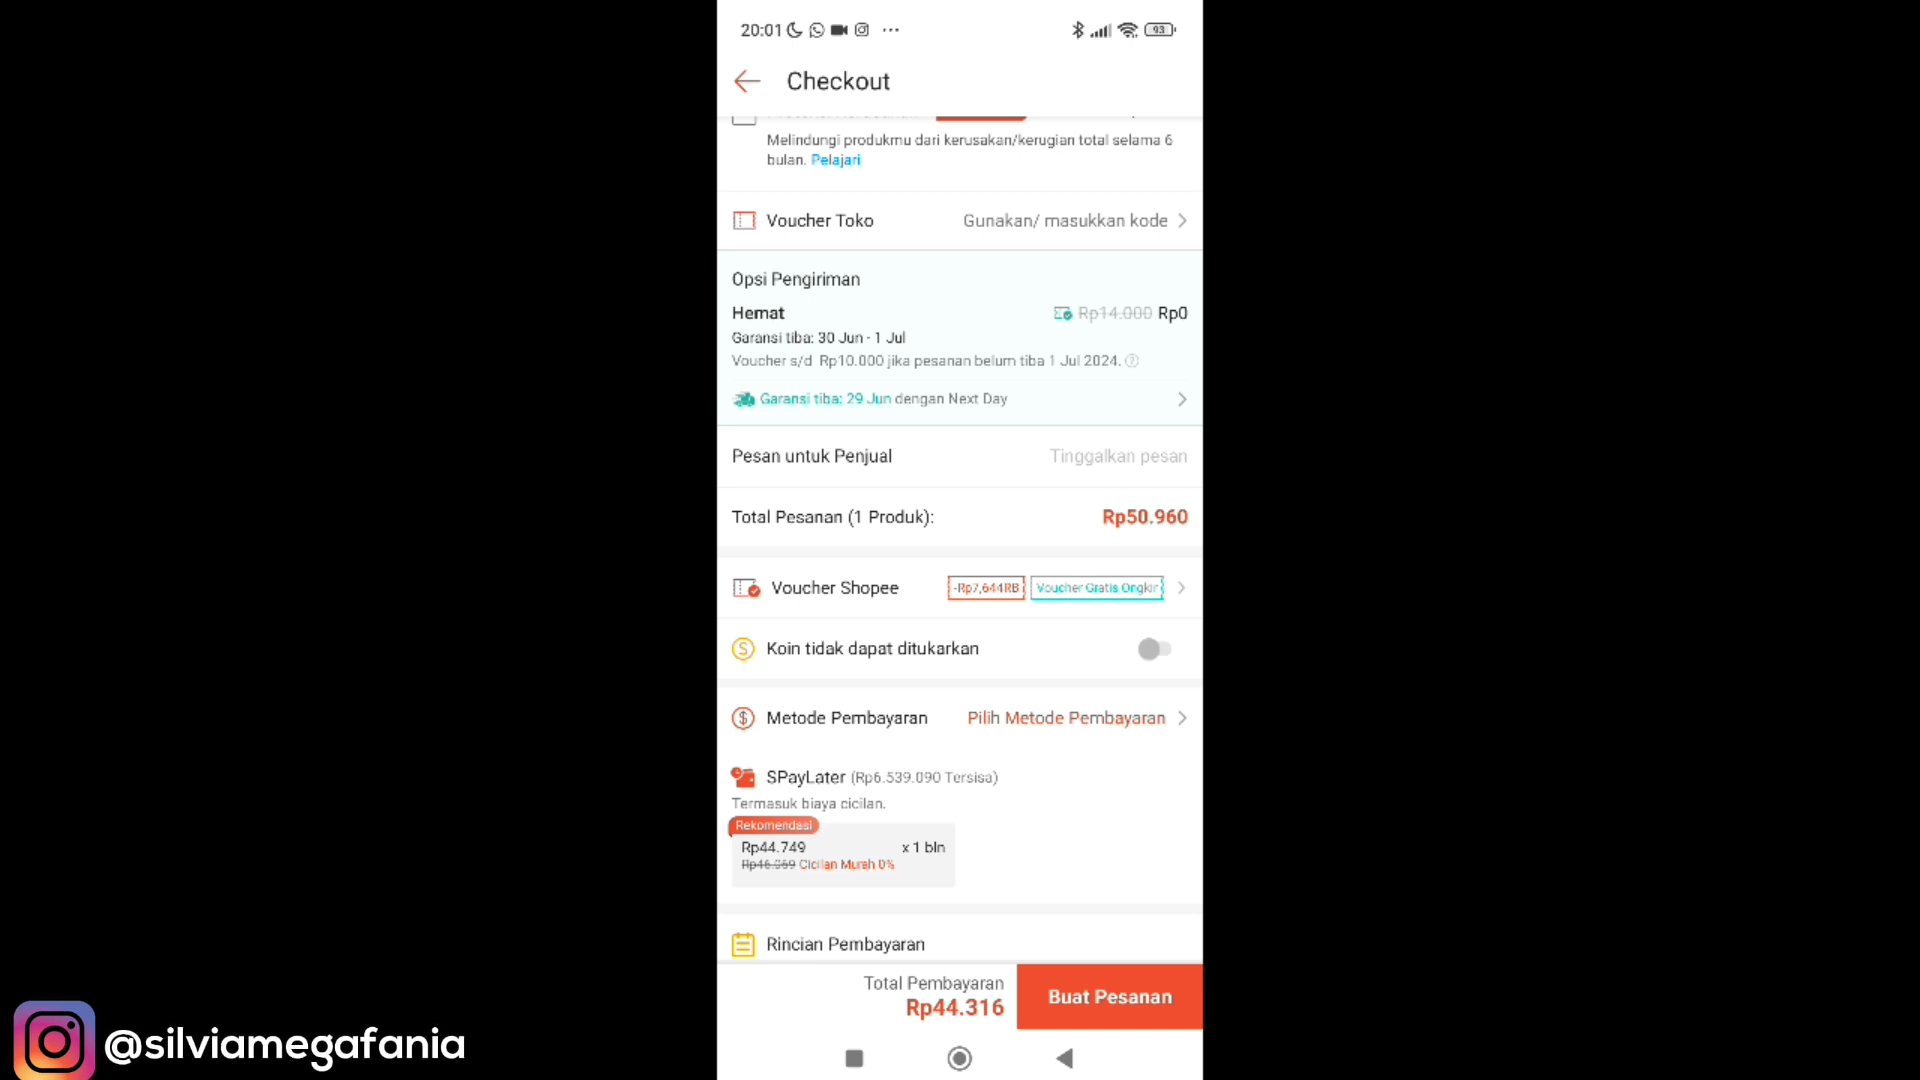 20:01
93
Checkout
Melindungi produkmu dari kerusakan/kerugian total selama 6
bulan. Pelajari
Voucher Toko Gunakan/ masukkan kode
Opsi Pengiriman
Hemat Rp14.000 Rp0
Garansi tiba: 30 Jun - 1 Jul
Voucher s/d Rp10.000 jika pesanan belum tiba 1 Jul 2024.
Garansi tiba: 29 Jun dengan Next Day
Pesan untuk Penjual Tinggalkan pesan
Total Pesanan (1 Produk): Rp50.960
Voucher Shopee -Rp7,644RB Voucher Gratis Ongkir
Koin tidak dapat ditukarkan
Metode Pembayaran Pilih Metode Pembayaran
SPayLater (Rp6.539.090 Tersisa)
Termasuk biaya cicilan.
Rekomendasi
Rp44.749 x 1 bln
Rp46.069 Cicilan Murah 0%
Rincian Pembayaran
Total Pembayaran
Rp44.316
Buat Pesanan
@silviamegafania